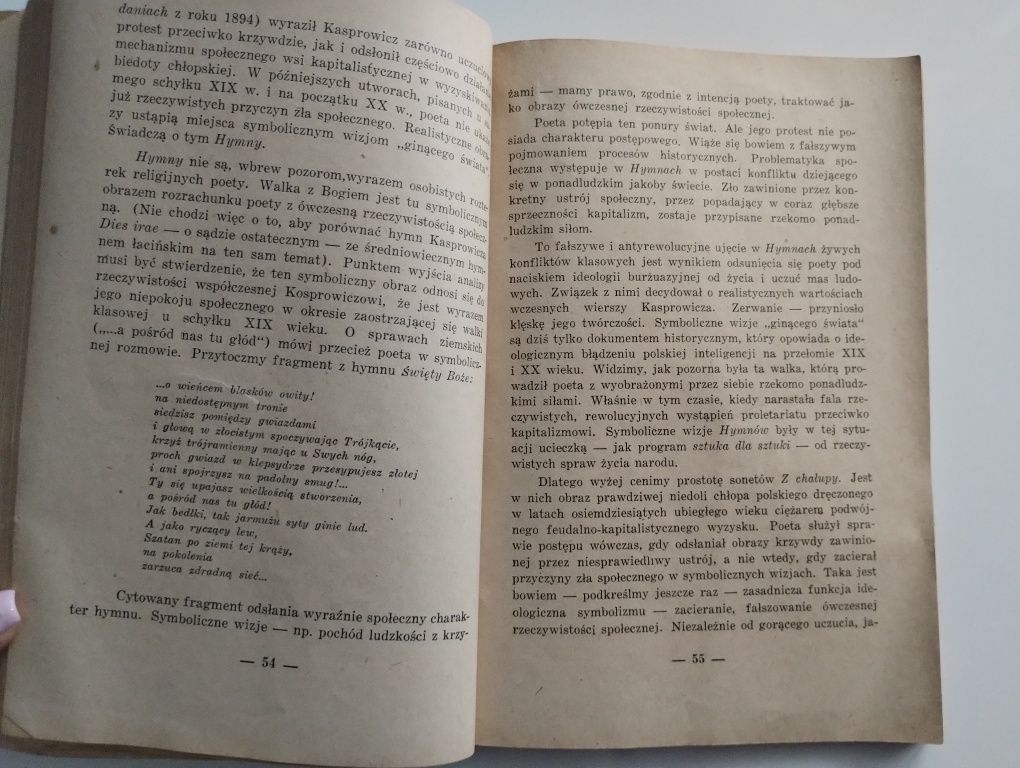 daniach z roku 1894) wyraził Kasprowicz zarówno uczuciowy
protest przeciwko krzywdzie, jak i odsłonił częściowo działanie
mechanizmu społecznego wsi kapitalistycznej w wyzyskiwaniu
biedoty chłopskiej. W późniejszych utworach, pisanych u sa-
mego schyłku XIX w. i na początku XX w., poeta nie ukazuje
już rzeczywistych przyczyn zła społecznego. Realistyczne obra-
zy ustąpią miejsca symbolicznym wizjom „ginącego świata"
Świadczą o tym Hymny.
Hymny nie są, wbrew pozorom,wyrazem osobistych rozte-
rek religijnych poety. Walka z Bogiem jest tu symbolicznym
obrazem rozrachunku poety z ówczesną rzeczywistością społecz-
ną. (Nie chodzi więc o to, aby porównać hymn Kasprowicza
Dies irae — o sądzie ostatecznym — ze średniowiecznym hym-
nem łacińskim na ten sam temat). Punktem wyjścia analizy
musi być stwierdzenie, że ten symboliczny obraz odnosi się do
rzeczywistości współczesnej Kosprowiczowi, że jest wyrazem
jego niepokoju społecznego w okresie zaostrzającej się walki
klasowej u schyłku XIX wieku. O sprawach ziemskich
(„...a pośród nas tu głód") mówi przecież poeta w symbolicz-
nej rozmowie. Przytoczmy fragment z hymnu Święty Boże:
...o wieńcem blasków owity!
na niedostępnym tronie
siedzisz pomiędzy gwiazdami
i głową w złocistym spoczywając Trójkącie,
krzyż trójramienny mając u Swych nóg,
proch gwiazd w klepsydrze przesypujesz złotej
i ani spojrzysz na padolny smug!...
Ty się upajasz wielkością stworzenia,
a pośród nas tu głód!
Jak bedłki, tak jarmużu syty ginie lud.
A jako ryczący lew,
Szatan po ziemi tej krąży,
na pokolenia
zarzuca zdradną sieć...
Cytowany fragment odsłania wyraźnie społeczny charak-
ter hymnu. Symboliczne wizje — np. pochód ludzkości z krzy-
— 54 —
żami — mamy prawo, zgodnie z intencją poety, traktować ja-
ko obrazy ówczesnej rzeczywistości społecznej.
Poeta potępia ten ponury świat. Ale jego protest nie po-
siada charakteru postępowego. Wiąże się bowiem z fałszywym
pojmowaniem procesów historycznych. Problematyka spo-
łeczna występuje w Hymnach w postaci konfliktu dziejącego
się w ponadludzkim jakoby świecie. Zło zawinione przez kon-
kretny ustrój społeczny, przez popadający w coraz głębsze
sprzeczności kapitalizm, zostaje przypisane rzekomo ponad-
ludzkim siłom.
To fałszywe i antyrewolucyjne ujęcie w Hymnach żywych
konfliktów klasowych jest wynikiem odsunięcia się poety pod
naciskiem ideologii burżuazyjnej od życia i uczuć mas ludo-
wych. Związek z nimi decydował o realistycznych wartościach
wczesnych wierszy Kasprowicza. Zerwanie — przyniosło
klęskę jego twórczości. Symboliczne wizje „ginącego świata"
są dziś tylko dokumentem historycznym, który opowiada o ide-
ologicznym błądzeniu polskiej inteligencji na przełomie XIX
i XX wieku. Widzimy, jak pozorna była ta walka, którą pro-
wadził poeta z wyobrażonymi przez siebie rzekomo ponadludz-
kimi siłami. Właśnie w tym czasie, kiedy narastała fala rze-
czywistych, rewolucyjnych wystąpień proletariatu przeciwko
kapitalizmowi. Symboliczne wizje Hymnów były w tej sytu-
acji ucieczką — jak program sztuka dla sztuki — od rzeczy-
wistych spraw życia narodu.
Dlatego wyżej cenimy prostotę sonetów Z chałupy. Jest
w nich obraz prawdziwej niedoli chłopa polskiego dręczonego
w latach osiemdziesiątych ubiegłego wieku ciężarem podwój-
nego feudalno-kapitalistycznego wyzysku. Poeta służył spra-
wie postępu wówczas, gdy odsłaniał obrazy krzywdy zawinio-
nej przez niesprawiedliwy ustrój, a nie wtedy, gdy zacierał
przyczyny zła społecznego w symbolicznych wizjach. Taka jest
bowiem — podkreślmy jeszcze raz — zasadnicza funkcja ide-
ologiczna symbolizmu — zacieranie, fałszowanie ówczesnej
rzeczywistości społecznej. Niezależnie od gorącego uczucia, ja-
— 55 —